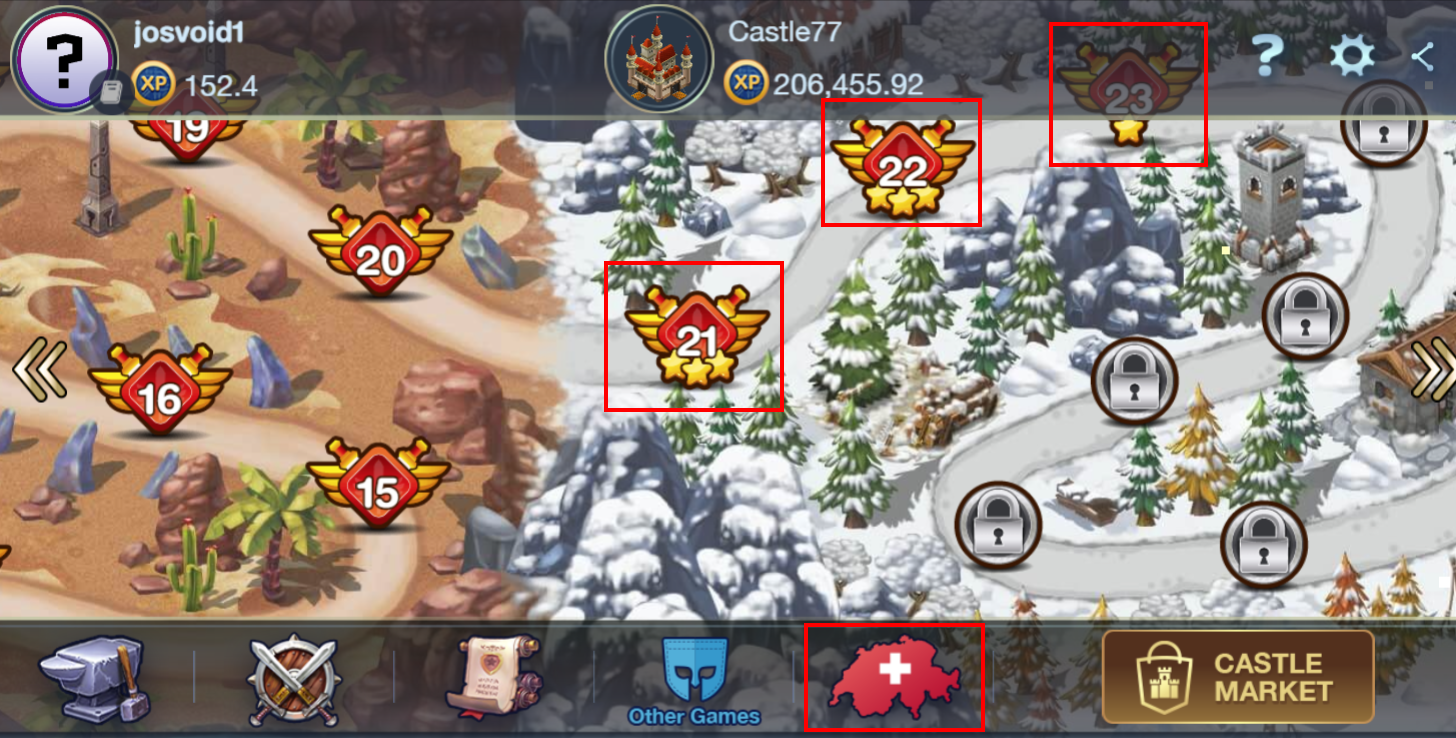 ?
josvoid1
XP 152.4
Castle77
XP 206,455.92
?
19
20
16
15
21
22
23
Other Games
CASTLE
MARKET